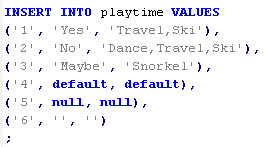 INSERT INTO playtime VALUES
('1', 'Yes', 'Travel,Ski'),
('2', 'No', 'Dance,Travel,Ski'),
('3', 'Maybe', 'Snorkel'),
('4', default, default),
('5', null, null),
('6', '', '')
;